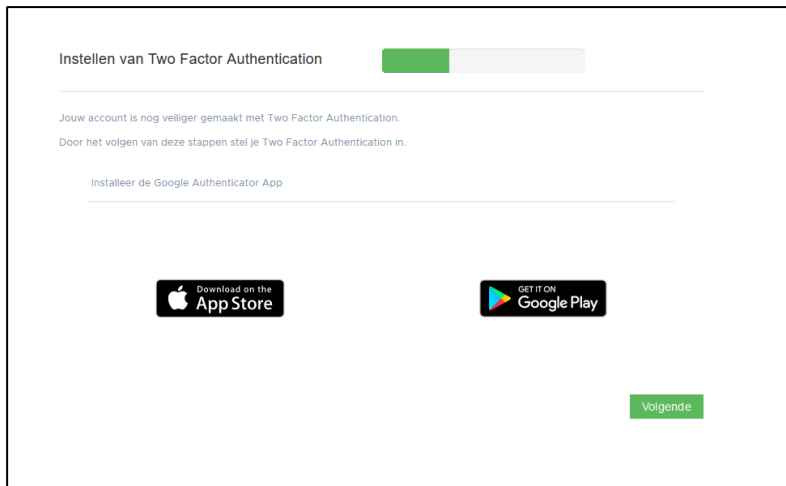 Instellen van Two Factor Authentication
Jouw account is nog veiliger gemaakt met Two Factor Authentication.
Door het volgen van deze stappen stel je Two Factor Authentication in.
Installeer de Google Authenticator App
Download on the
App Store
GET IT ON
Google Play
Volgende